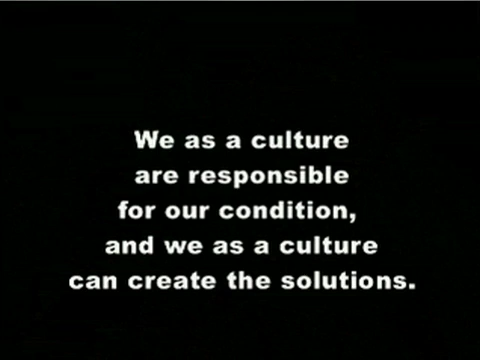 We as a culture
are responsible
for our condition,
and we as a culture
can create the solutions.